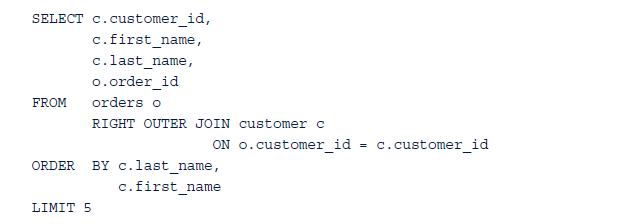 SELECT c.customer_id,
c.first_name,
c.last_name,
o.order_id
FROM orders o
RIGHT OUTER JOIN customer c
ON o.customer_id = c.customer_id
ORDER BY c.last_name,
c.first_name
LIMIT 5